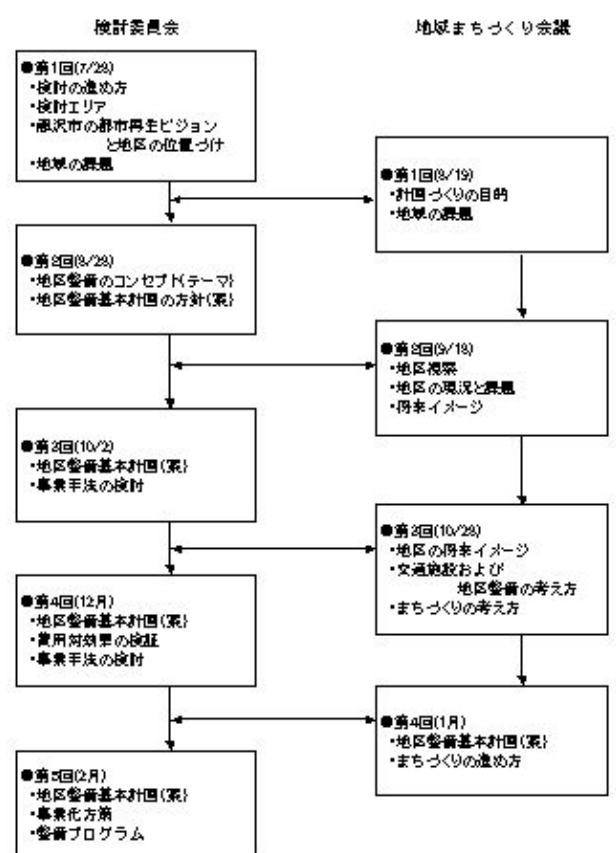 検討委員会
●第1回(7/29)
・検討の進め方
・検討エリア
・藤沢市の都市再生ビジョン
と地区の位置づけ
・地域の課題
●第2回(8/29)
・地区整備のコンセプト(テーマ)
・地区整備基本計画の方針(案)
●第3回(10/2)
・地区整備基本計画(案)
・事業手法の検討
●第4回(12月)
・地区整備基本計画(案)
・費用対効果の検証
・事業手法の検討
●第5回(2月)
・地区整備基本計画(案)
・事業化方策
・整備プログラム
地域まちづくり会議
●第1回(8/19)
・計画づくりの目的
・地域の課題
●第2回(9/18)
・地区視察
・地区の現況と課題
・将来イメージ
●第3回(10/29)
・地区の将来イメージ
・交通施設および
地区整備の考え方
・まちづくりの考え方
●第4回(1月)
・地区整備基本計画(案)
・まちづくりの進め方